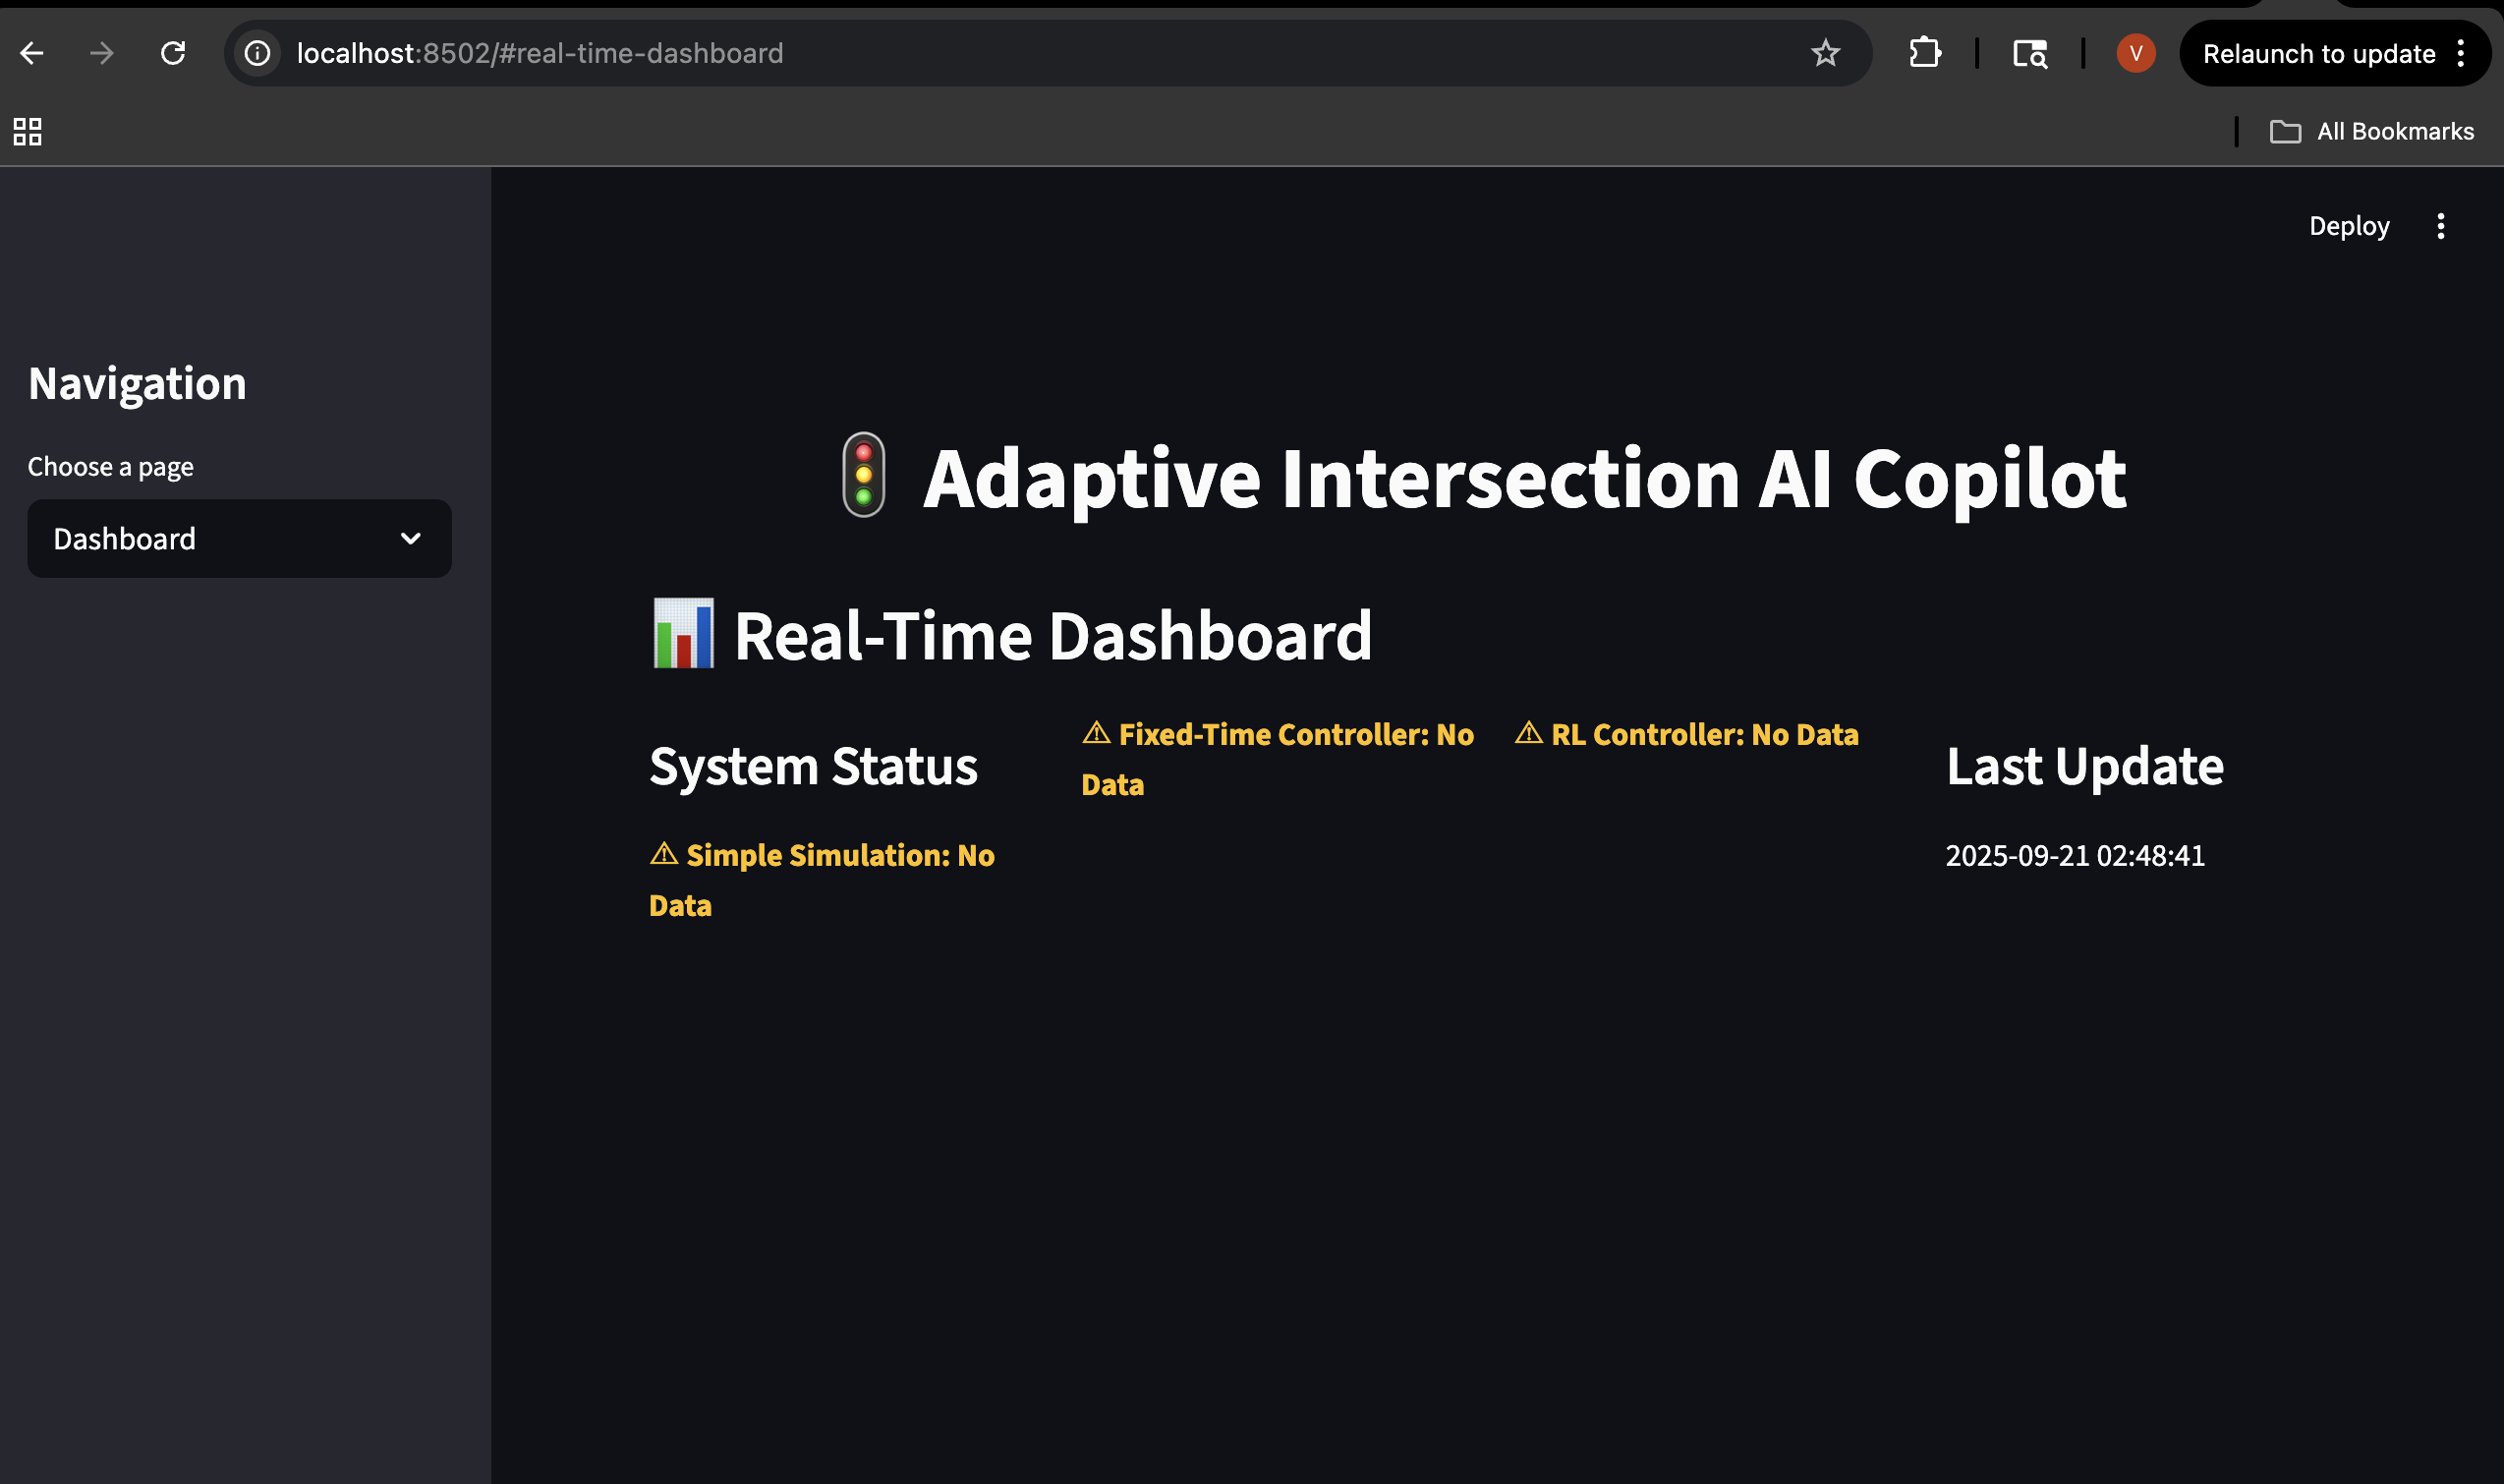 localhost:8502/#real-time-dashboard
V
Relaunch to update
All Bookmarks
Deploy
Navigation
Choose a page
Dashboard
Adaptive Intersection AI Copilot
Real-Time Dashboard
System Status
⚠ Simple Simulation: No
Data
⚠ Fixed-Time Controller: No
Data
⚠ RL Controller: No Data
Last Update
2025-09-21 02:48:41